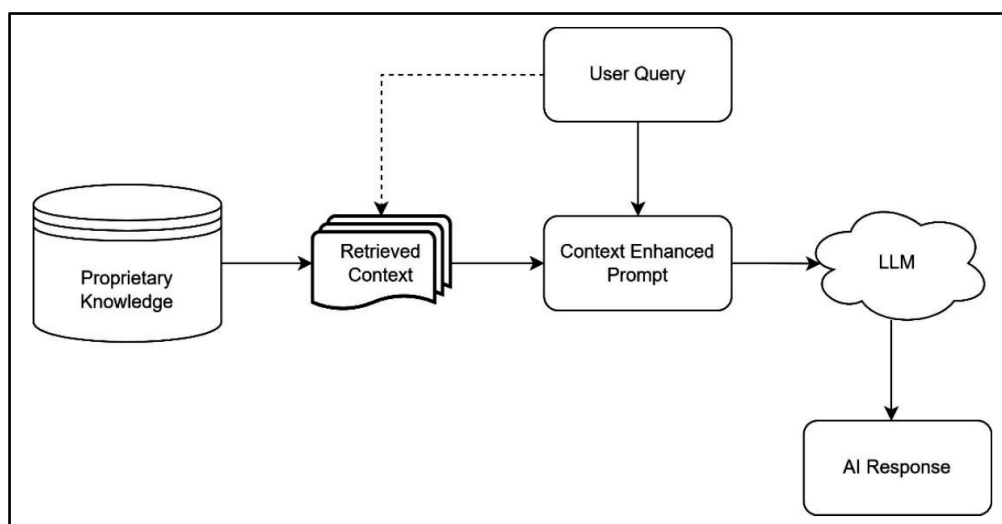 User Query
Proprietary
Knowledge
Retrieved
Context
Context Enhanced
Prompt
LLM
AI Response